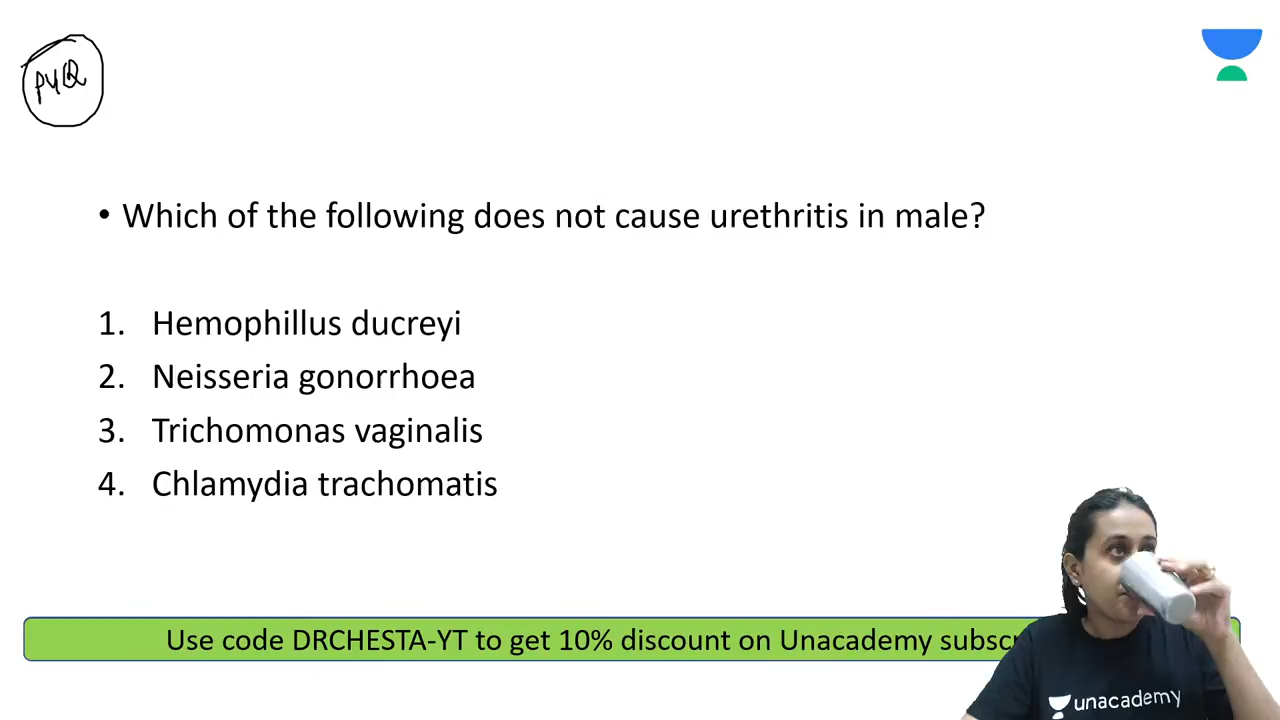 PYQ
• Which of the following does not cause urethritis in male?
1. Hemophillus ducreyi
2. Neisseria gonorrhoea
3. Trichomonas vaginalis
4. Chlamydia trachomatis
Use code DRCHESTA-YT to get 10% discount on Unacademy
unacademy